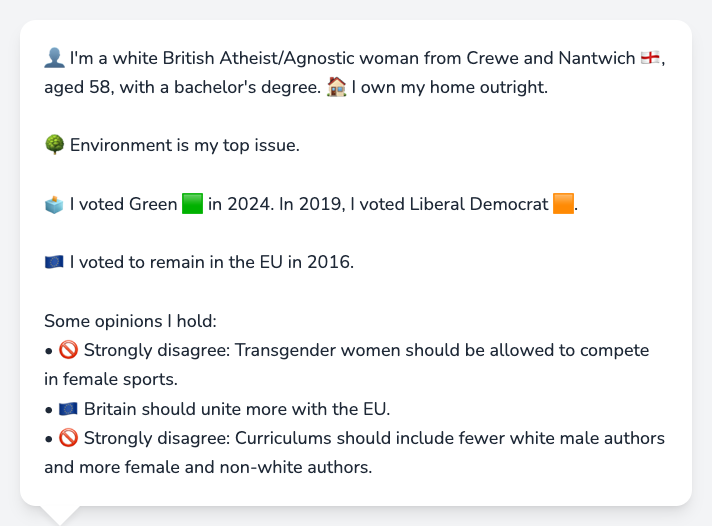 👤 I'm a white British Atheist/Agnostic woman from Crewe and Nantwich 🏴󠁧󠁢󠁥󠁮󠁧󠁿,
aged 58, with a bachelor's degree. 🏠 I own my home outright.
🌳 Environment is my top issue.
🗳️ I voted Green 🟩 in 2024. In 2019, I voted Liberal Democrat 🟧.
🇪🇺 I voted to remain in the EU in 2016.
Some opinions I hold:
• 🚫 Strongly disagree: Transgender women should be allowed to compete
in female sports.
• 🇪🇺 Britain should unite more with the EU.
• 🚫 Strongly disagree: Curriculums should include fewer white male authors
and more female and non-white authors.